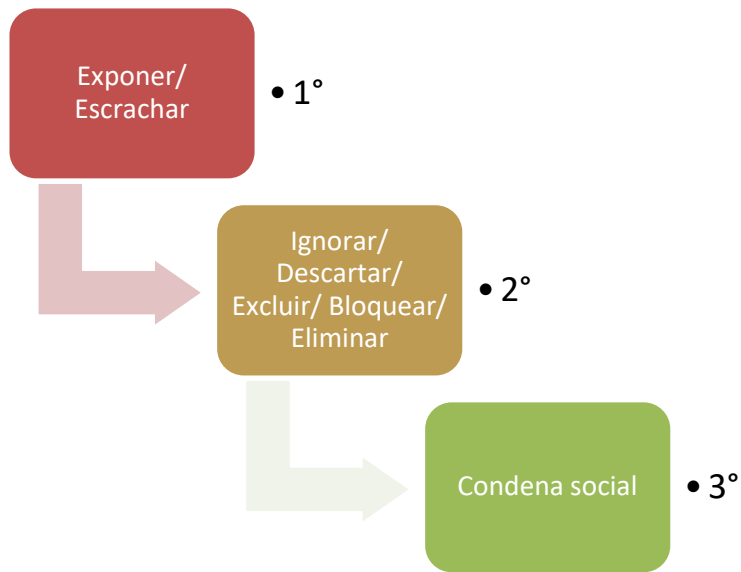 Exponer/
Escrachar
• 1°
Ignorar/
Descartar/
Excluir/ Bloquear/
Eliminar
• 2°
Condena social
• 3°